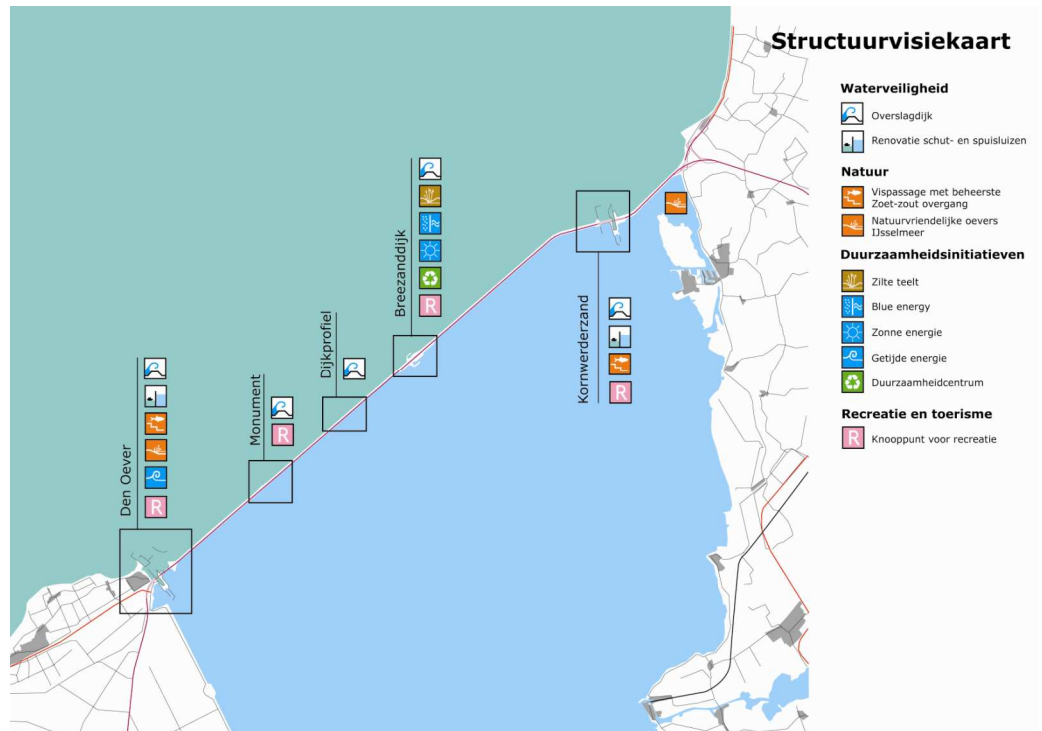 Structuurvisiekaart
Waterveiligheid
Overslagdijk
Renovatie schut- en spuisluizen
Natuur
Vispassage met beheerste
Zoet-zout overgang
Natuurvriendelijke oevers
IJsselmeer
Duurzaamheidsinitiatieven
Zilte teelt
Blue energy
Zonne energie
Getijde energie
Duurzaamheidcentrum
Recreatie en toerisme
R
Knooppunt voor recreatie
Den Oever
R
Monument
R
Dijkprofiel
Breezanddijk
R
Kornwerderzand
R